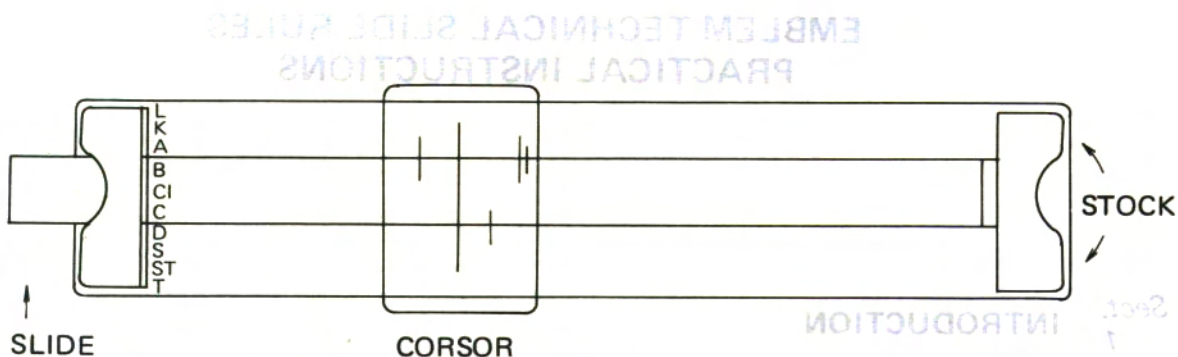 EMBLEM TECHNICAL SLIDE RULES
PRACTICAL INSTRUCTIONS
L
K
A
B
CI
C
D
S
ST
T
STOCK
SLIDE
CORSOR
Sect.
1
INTRODUCTION